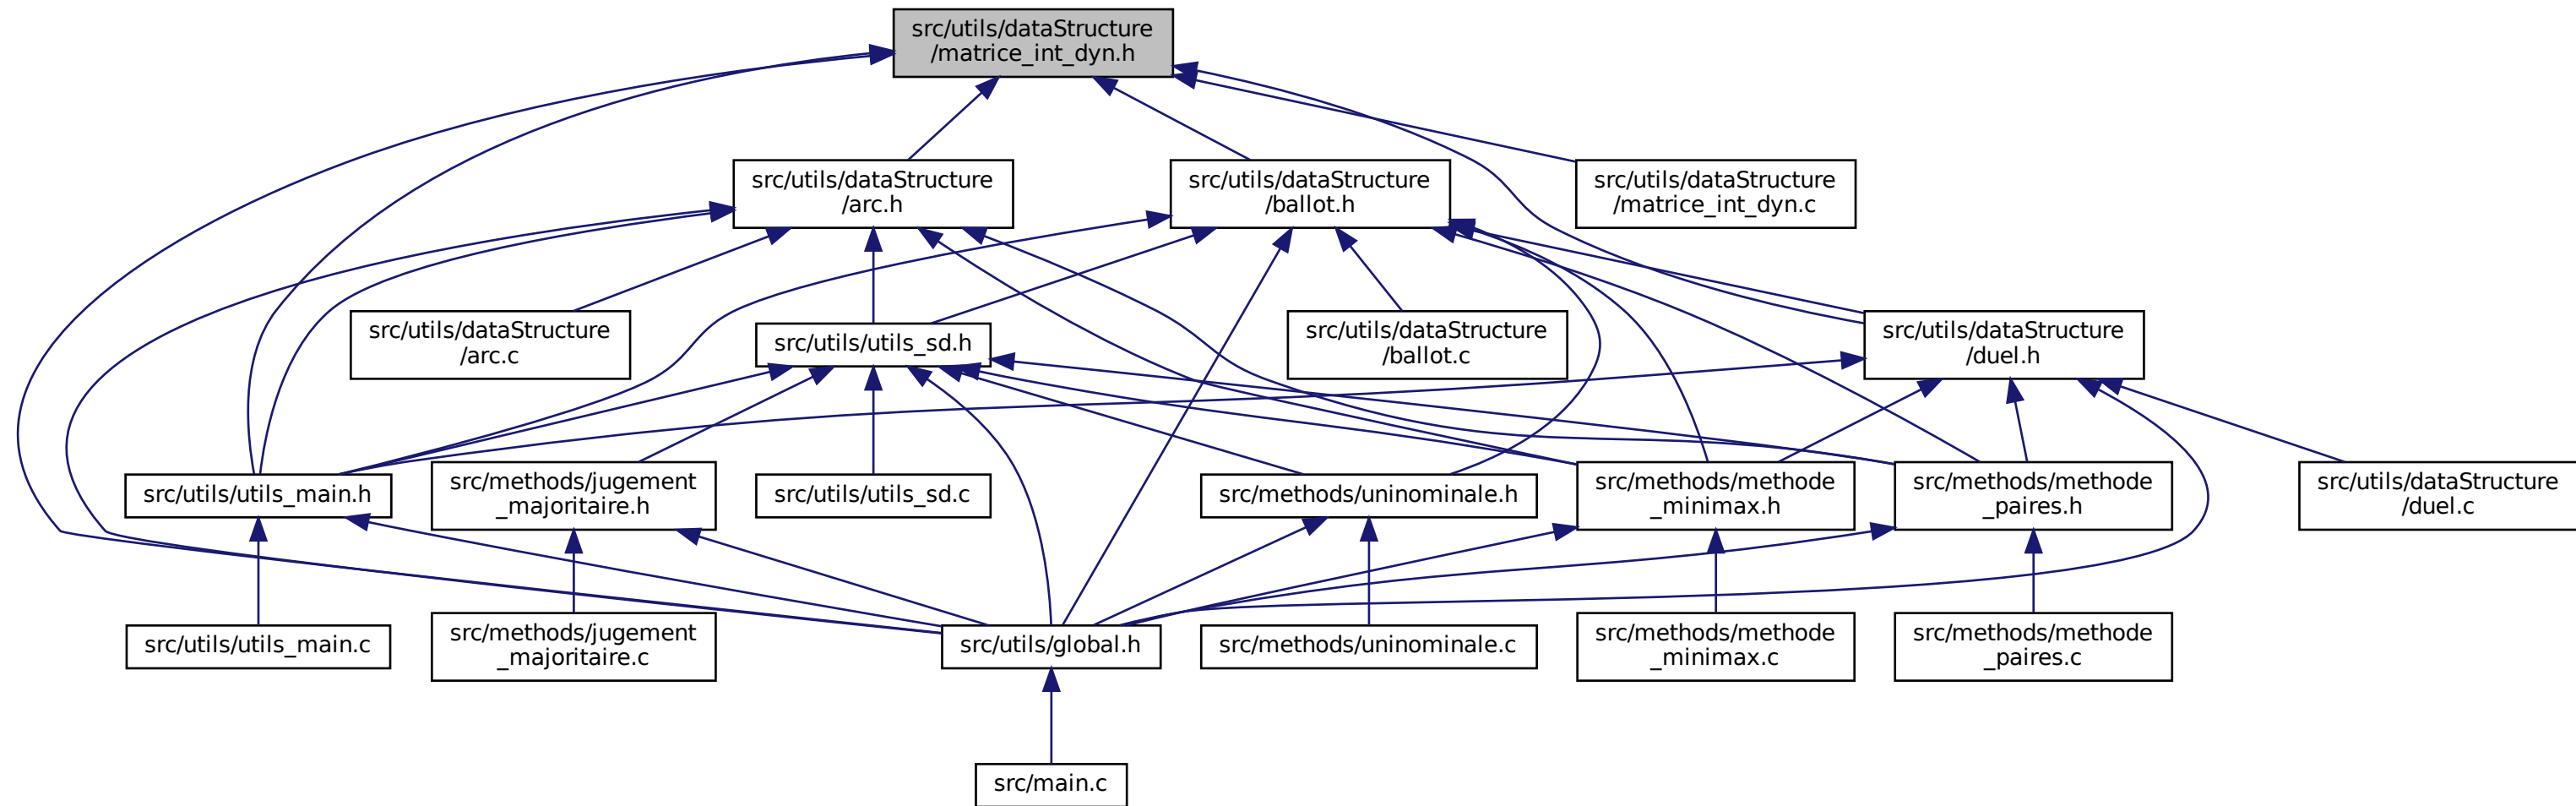 src/utils/dataStructure
/matrice_int_dyn.h
src/utils/dataStructure
/arc.h
src/utils/dataStructure
/ballot.h
src/utils/dataStructure
/matrice_int_dyn.c
src/utils/dataStructure
/arc.c
src/utils/utils_sd.h
src/utils/dataStructure
/ballot.c
src/utils/dataStructure
/duel.h
src/utils/utils_main.h
src/methods/jugement
_majoritaire.h
src/utils/utils_sd.c
src/methods/uninominale.h
src/methods/methode
_minimax.h
src/methods/methode
_paires.h
src/utils/dataStructure
/duel.c
src/utils/utils_main.c
src/methods/jugement
_majoritaire.c
src/utils/global.h
src/methods/uninominale.c
src/methods/methode
_minimax.c
src/methods/methode
_paires.c
src/main.c